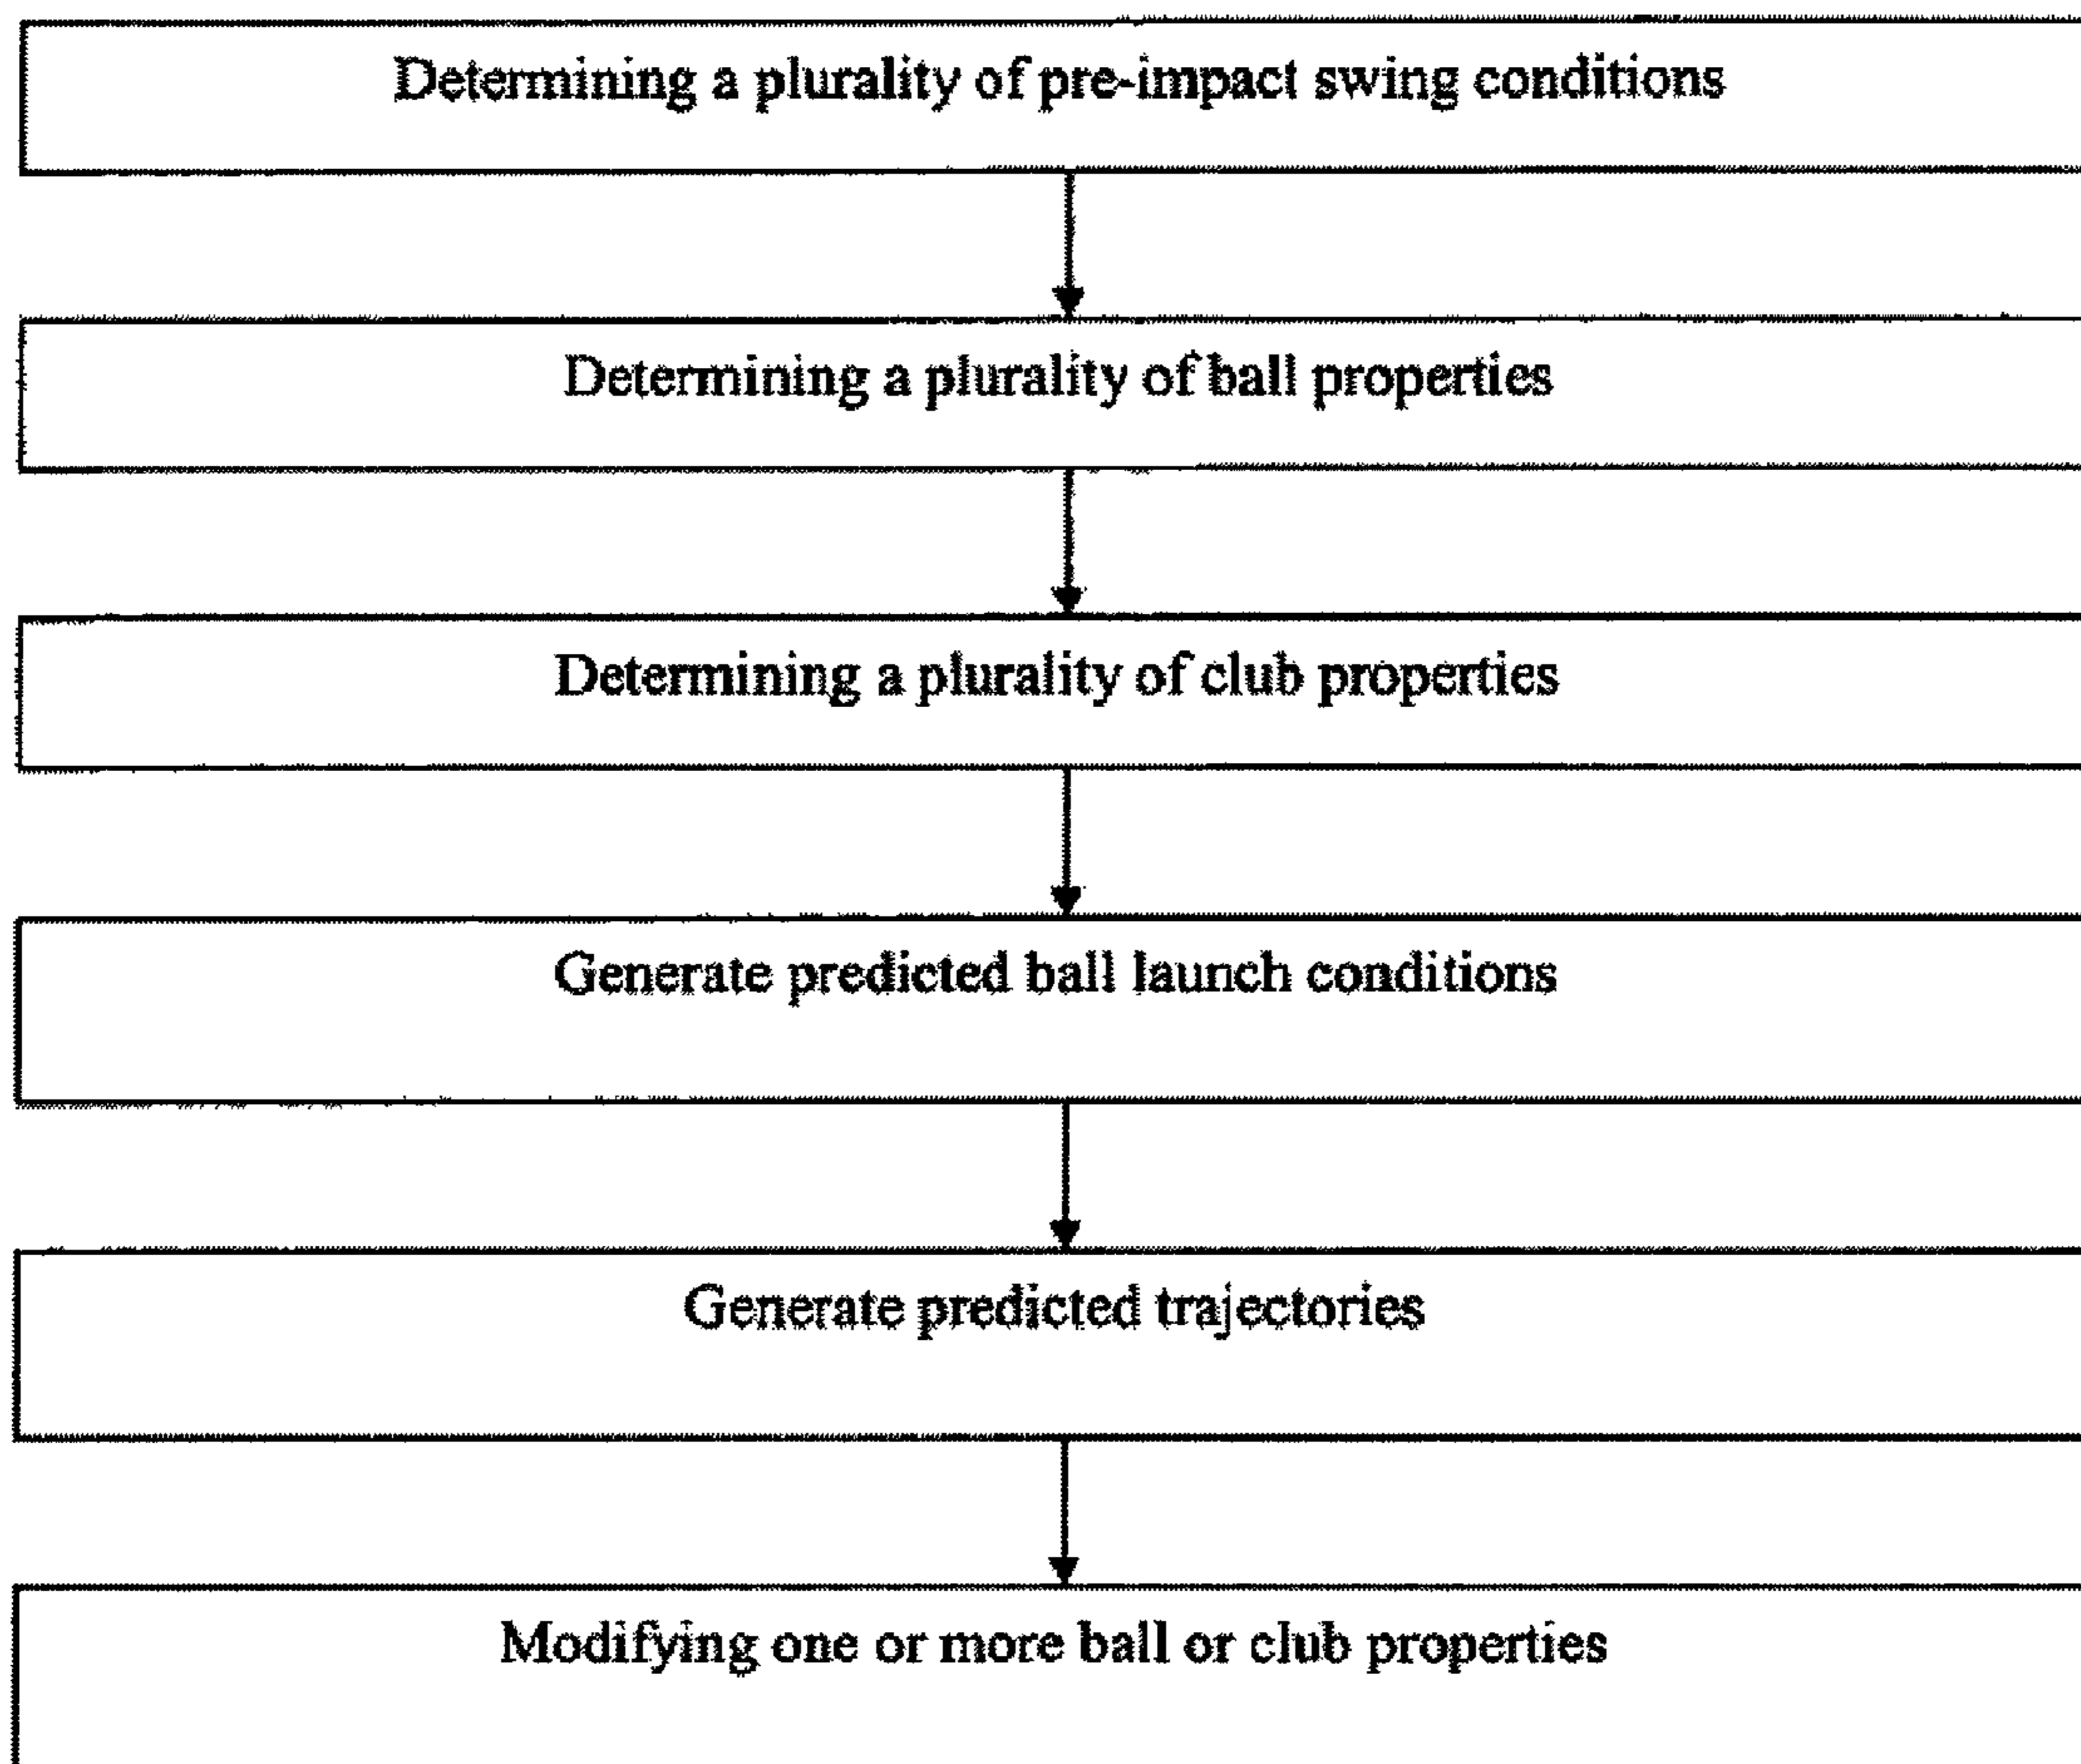 Determining a plurality of pre-impact swing conditions
Determining a plurality of ball properties
Determining a plurality of club properties
Generate predicted ball launch conditions
Generate predicted trajectories
Modifying one or more ball or club properties